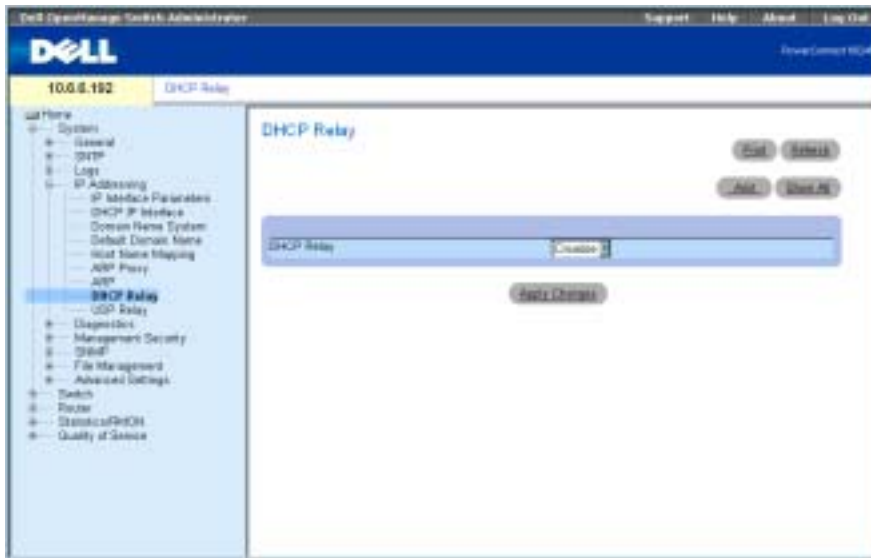 Dell OpenManage Switch Administrator
Support Help About Log Out
DELL
PowerConnect
10.6.6.192
DHCP Relay
Home
System
General
SNTP
Logs
IP Addressing
IP Interface Parameters
DHCP IP Interface
Domain Name System
Default Domain Name
Host Name Mapping
ARP Proxy
ARP
DHCP Relay
UDP Relay
Diagnostics
Management Security
SNMP
File Management
Advanced Settings
Switch
Router
Statistics/RMON
Quality of Service
DHCP Relay
Print Refresh
Add Show All
DHCP Relay
Disable
Apply Changes